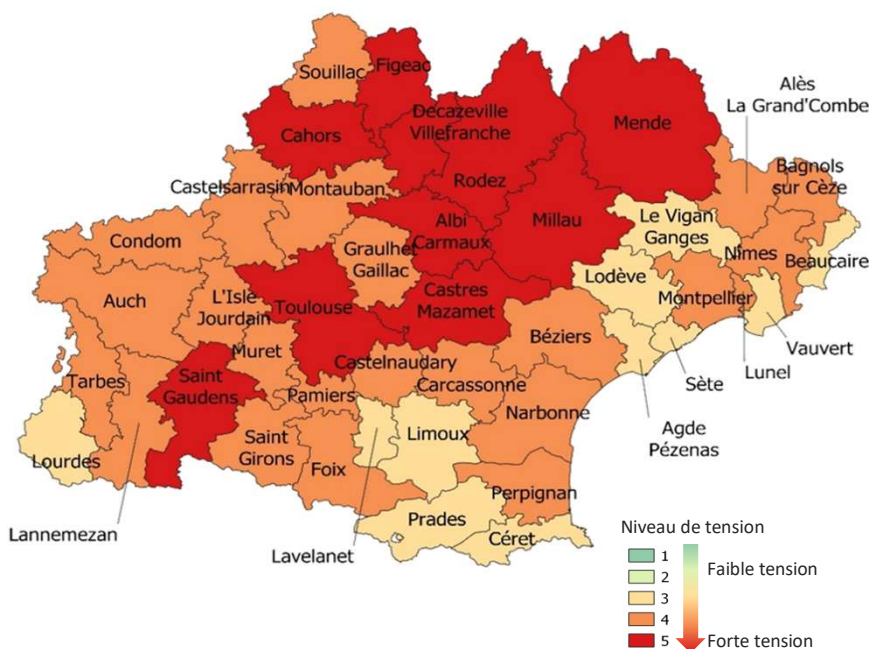 Souillac
Figeac
Alès
La Grand'Combe
Decazeville
Villefranche
Cahors
Mende
Castelsarrasin
Montauban
Rodez
Bagnols
sur Cèze
Albi
Carmaux
Millau
Le Vigan
Ganges
Condom
Graulhet
Gaillac
Nîmes
Beaucaire
Auch
L'Isle
Jourdain
Toulouse
Castres
Mazamet
Lodève
Montpellier
Muret
Béziers
Vauvert
Castelnaudary
Lunel
Sète
Tarbes
Saint
Gaudens
Pamiers
Carcassonne
Narbonne
Agde
Pézenas
Lourdes
Saint
Girons
Foix
Limoux
Perpignan
Lannemezan
Prades
Céret
Lavelanet
Niveau de tension
1
2
Faible tension
3
4
5
Forte tension